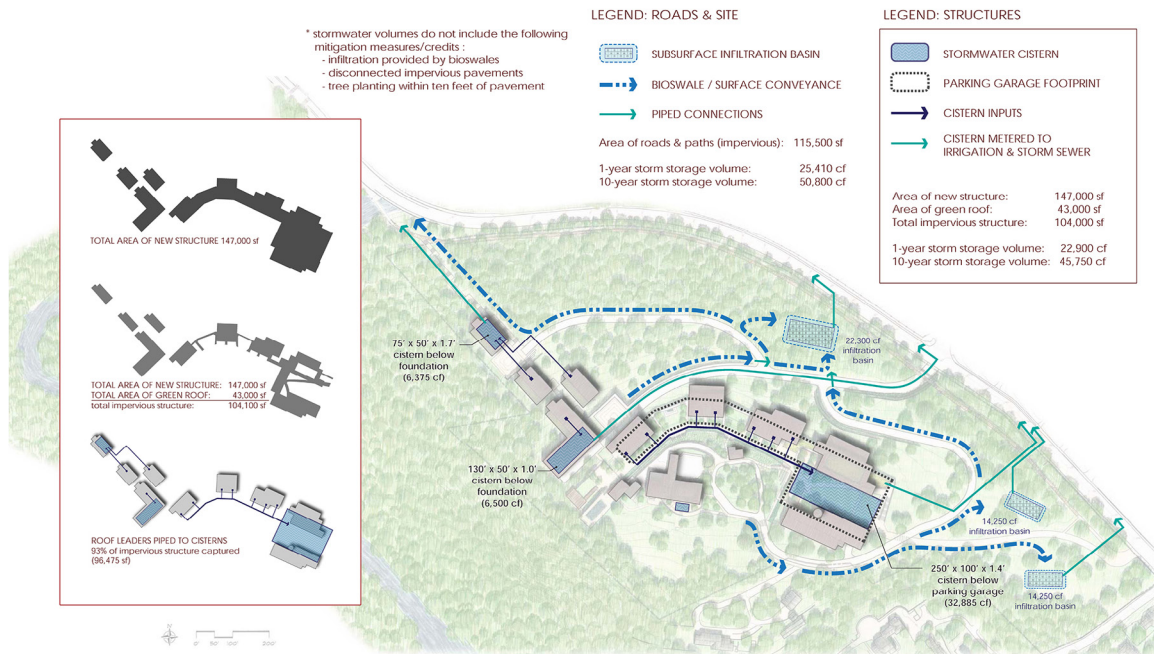 * stormwater volumes do not include the following
mitigation measures/credits :
- infiltration provided by bioswales
- disconnected impervious pavements
- tree planting within ten feet of pavement
LEGEND: ROADS & SITE
SUBSURFACE INFILTRATION BASIN
BIOSWALE / SURFACE CONVEYANCE
PIPED CONNECTIONS
Area of roads & paths (impervious): 115,500 sf
1-year storm storage volume: 25,410 cf
10-year storm storage volume: 50,800 cf
LEGEND: STRUCTURES
STORMWATER CISTERN
PARKING GARAGE FOOTPRINT
CISTERN INPUTS
CISTERN METERED TO
IRRIGATION & STORM SEWER
Area of new structure: 147,000 sf
Area of green roof: 43,000 sf
Total impervious structure: 104,000 sf
1-year storm storage volume: 22,900 cf
10-year storm storage volume: 45,750 cf
TOTAL AREA OF NEW STRUCTURE 147,000 sf
TOTAL AREA OF NEW STRUCTURE: 147,000 sf
TOTAL AREA OF GREEN ROOF: 43,000 sf
total impervious structure: 104,100 sf
ROOF LEADERS PIPED TO CISTERNS
93% of impervious structure captured
(96,475 sf)
75' x 50' x 1.7'
cistern below
foundation
(6,375 cf)
130' x 50' x 1.0'
cistern below
foundation
(6,500 cf)
22,300 cf
infiltration
basin
14,250 cf
infiltration basin
14,250 cf
infiltration basin
250' x 100' x 1.4'
cistern below
parking garage
(32,885 cf)
N
0' 50' 100' 200'